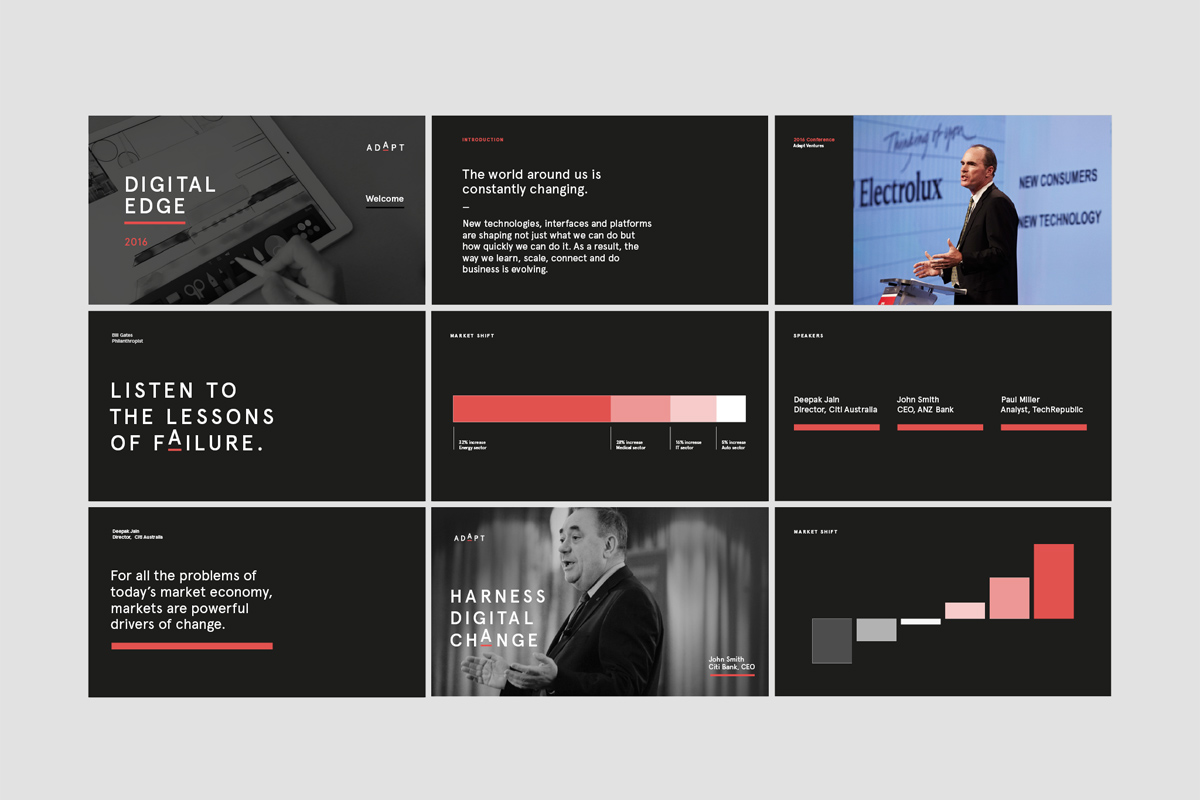 DIGITAL
EDGE
2016
ADAPT
Welcome
INTRODUCTION
The world around us is
constantly changing.
–
New technologies, interfaces and platforms
are shaping not just what we can do but
how quickly we can do it. As a result, the
way we learn, scale, connect and do
business is evolving.
2016 Conference
Adapt Ventures
Thinking of you
Electrolux
NEW CONSUMERS
NEW TECHNOLOGY
Bill Gates
Philanthropist
LISTEN TO
THE LESSONS
OF FAILURE.
MARKET SHIFT
32% increase
Energy sector
28% increase
Medical sector
16% increase
IT sector
5% increase
Auto sector
SPEAKERS
Deepak Jain
Director, Citi Australia
John Smith
CEO, ANZ Bank
Paul Miller
Analyst, TechRepublic
Deepak Jain
Director, Citi Australia
For all the problems of
today’s market economy,
markets are powerful
drivers of change.
ADAPT
HARNESS
DIGITAL
CHANGE
John Smith
Citi Bank, CEO
MARKET SHIFT